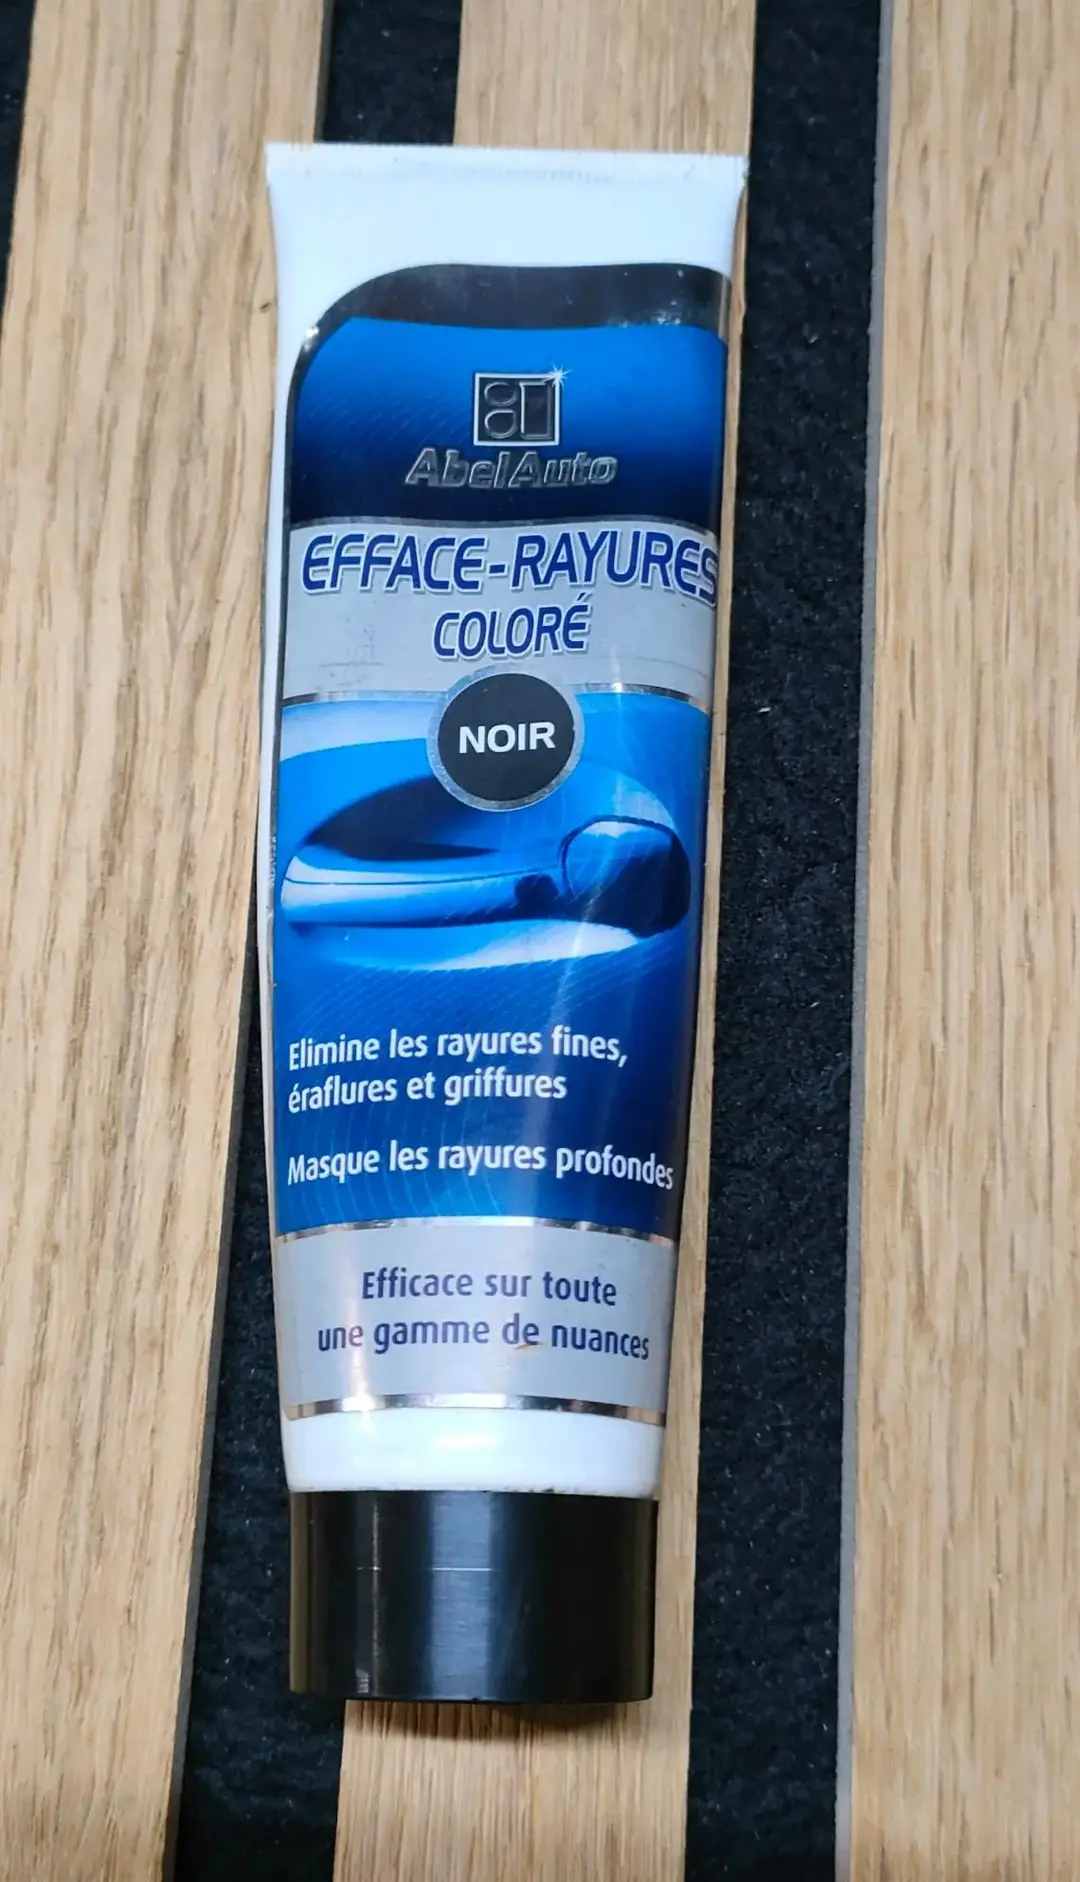 AbelAuto
EFFACE-RAYURES
COLORÉ
NOIR
Elimine les rayures fines,
éraflures et griffures
Masque les rayures profondes
Efficace sur toute
une gamme de nuances